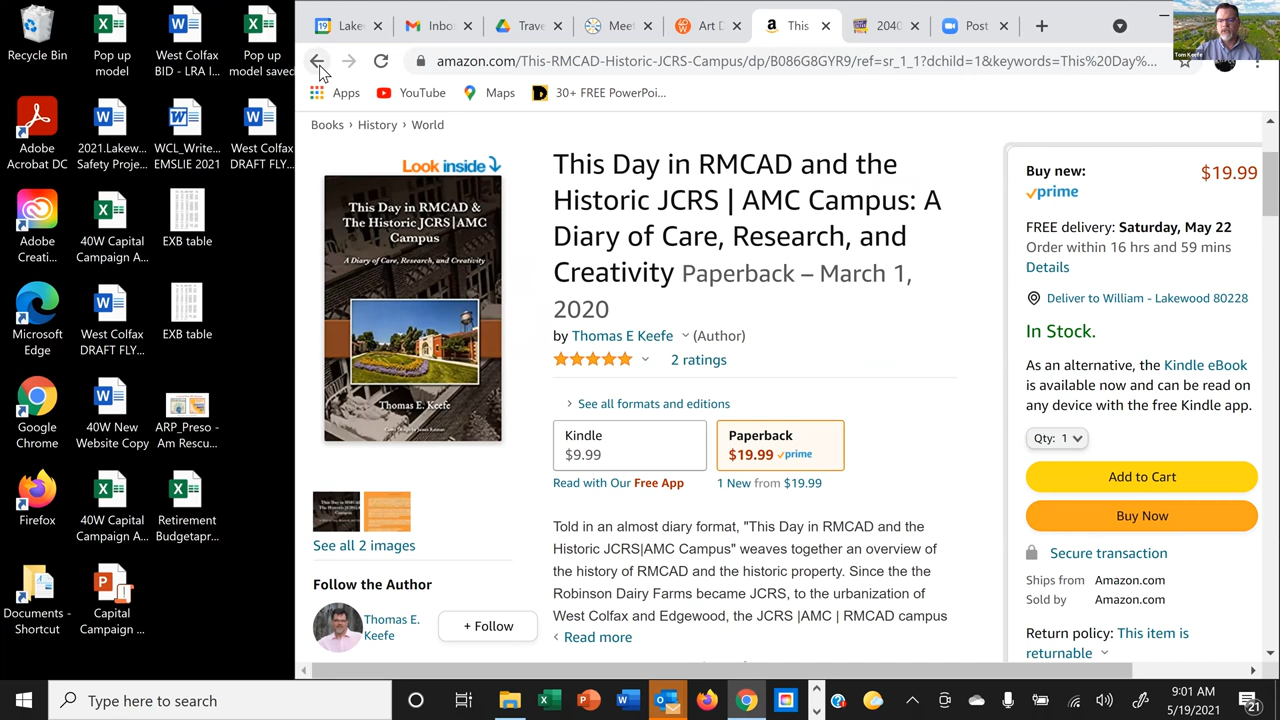 Recycle Bin
Pop up
model
West Colfax
BID - LRA I...
Pop up
model saved
Adobe
Acrobat DC
2021.Lakew...
Safety Proje...
WCL_Write...
EMSLIE 2021
West Colfax
DRAFT FLY...
Adobe
Creati...
40W Capital
Campaign A...
EXB table
Microsoft
Edge
West Colfax
DRAFT FLY...
EXB table
Google
Chrome
40W New
Website Copy
ARP_Preso -
Am Rescu...
Firefox
40W Capital
Campaign A...
Retirement
Budgetapr...
Documents -
Shortcut
Capital
Campaign ...
19 Lake
Inbo
Trave
Mee
t D
This
Post
Tom Keefe
amazon.com/This-RMCAD-Historic-JCRS-Campus/dp/B086G8GYR9/ref=sr_1_1?dchild=1&keywords=This%20Day%...
Apps
YouTube
Maps
30+ FREE PowerPoi...
Books › History › World
Look inside
This Day in RMCAD &
The Historic JCRS|AMC
Campus
A Diary of Care, Research, and Creativity
Thomas E. Keefe
See all 2 images
Follow the Author
Thomas E.
Keefe
+ Follow
This Day in RMCAD and the
Historic JCRS | AMC Campus: A
Diary of Care, Research, and
Creativity Paperback – March 1,
2020
by Thomas E Keefe (Author)
2 ratings
See all formats and editions
Kindle
$9.99
Paperback
$19.99 prime
Read with Our Free App
1 New from $19.99
Told in an almost diary format, "This Day in RMCAD and the
Historic JCRS|AMC Campus" weaves together an overview of
the history of RMCAD and the historic property. Since the the
Robinson Dairy Farms became JCRS, to the urbanization of
West Colfax and Edgewood, the JCRS |AMC | RMCAD campus
Read more
Buy new:
$19.99
prime
FREE delivery: Saturday, May 22
Order within 16 hrs and 59 mins
Details
Deliver to William - Lakewood 80228
In Stock.
As an alternative, the Kindle eBook
is available now and can be read on
any device with the free Kindle app.
Qty: 1
Add to Cart
Buy Now
Secure transaction
Ships from Amazon.com
Sold by Amazon.com
Return policy: This item is
returnable
Type here to search
9:01 AM
5/19/2021
21